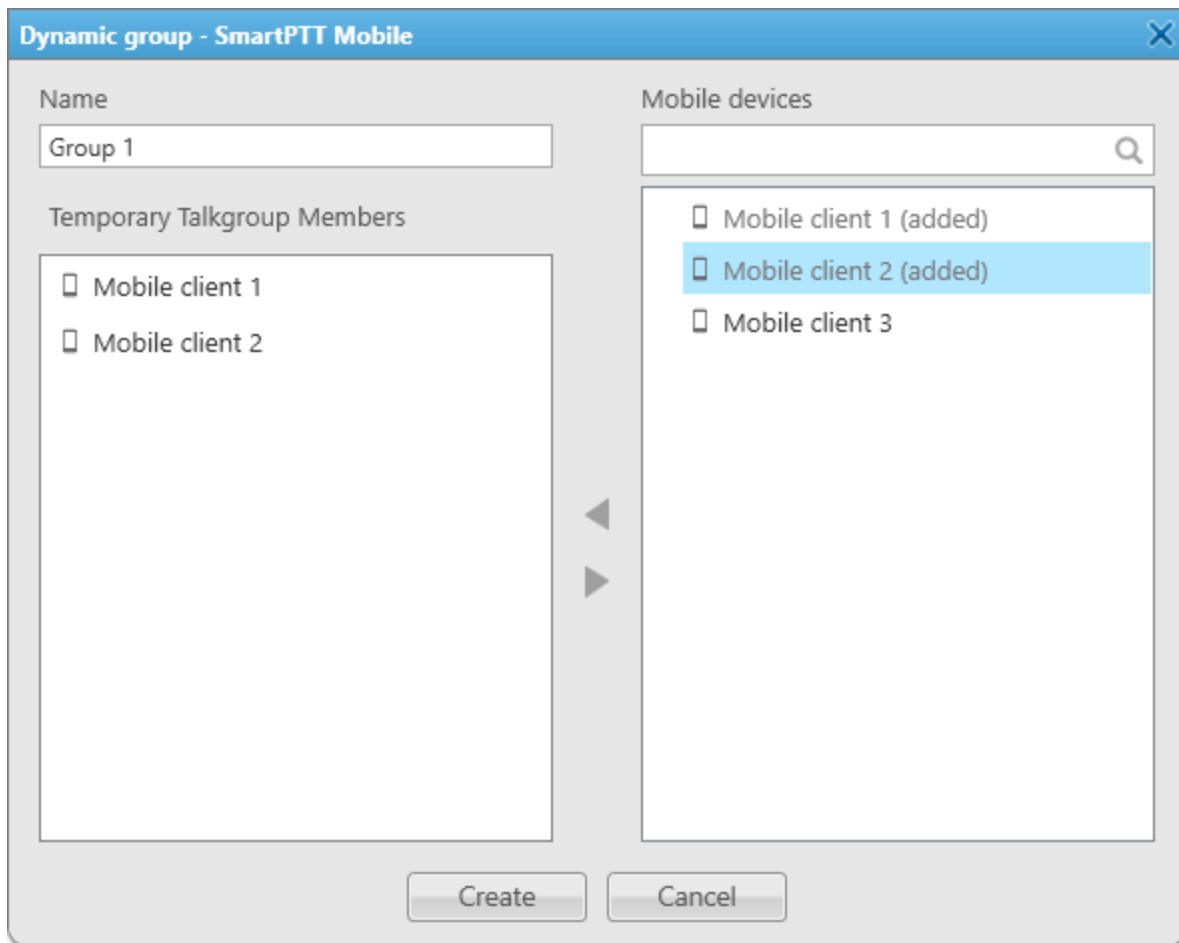 Dynamic group - SmartPTT Mobile
Name
Group 1
Temporary Talkgroup Members
Mobile client 1
Mobile client 2
Mobile devices
Mobile client 1 (added)
Mobile client 2 (added)
Mobile client 3
Create
Cancel